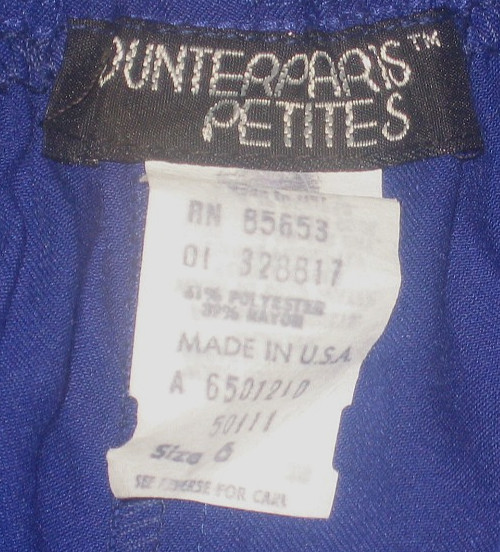 OUNTERPARTS™
PETITES
RN 85653
01 328817
61% POLYESTER
39% RAYON
MADE IN U.S.A
A 6501210
50111
Size 6
SEE REVERSE FOR CARE